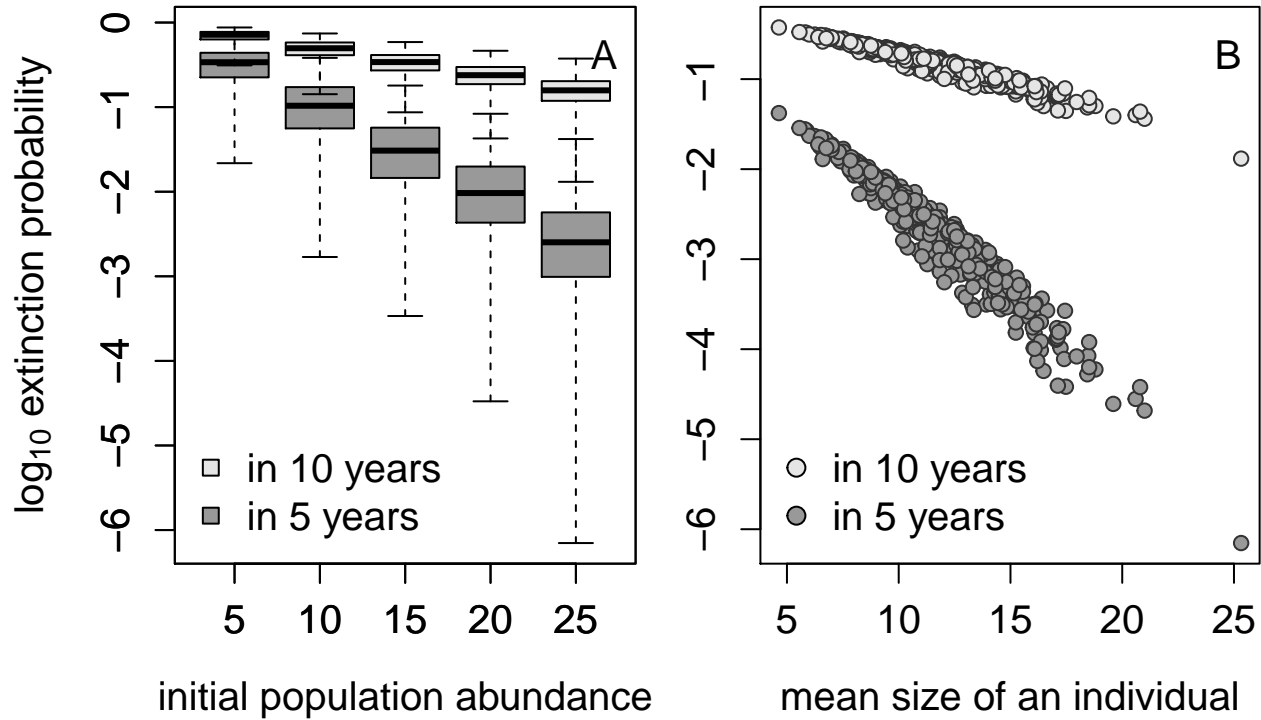 log10 extinction probability
0
−1
−2
−3
−4
−5
−6
A
in 10 years
in 5 years
5 10 15 20 25
initial population abundance
−1
−2
−3
−4
−5
−6
B
in 10 years
in 5 years
5 10 15 20 25
mean size of an individual